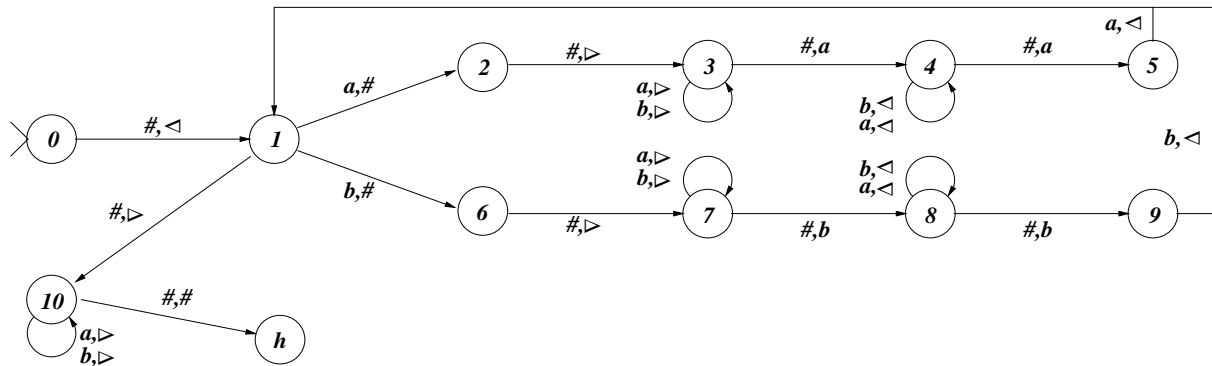 a,◁
#,▷ #,a #,a
2 3 4 5
a,# a,▷ b,◁
b,▷ a,◁
#,◁
0 1 b,◁
a,▷ b,◁
b,▷ a,◁
b,#
6 7 8 9
#,▷ #,▷ #,b #,b
10 #,#
a,▷ h
b,▷